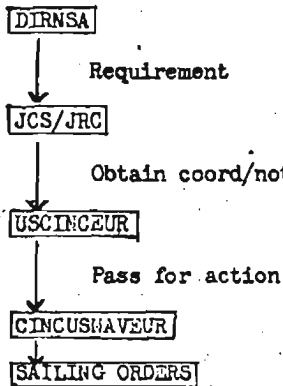 DIRNSA
Requirement
JCS/JRC
Obtain coord/not
USCINCEUR
Pass for action
CINCUSNAVEUR
SAILING ORDERS